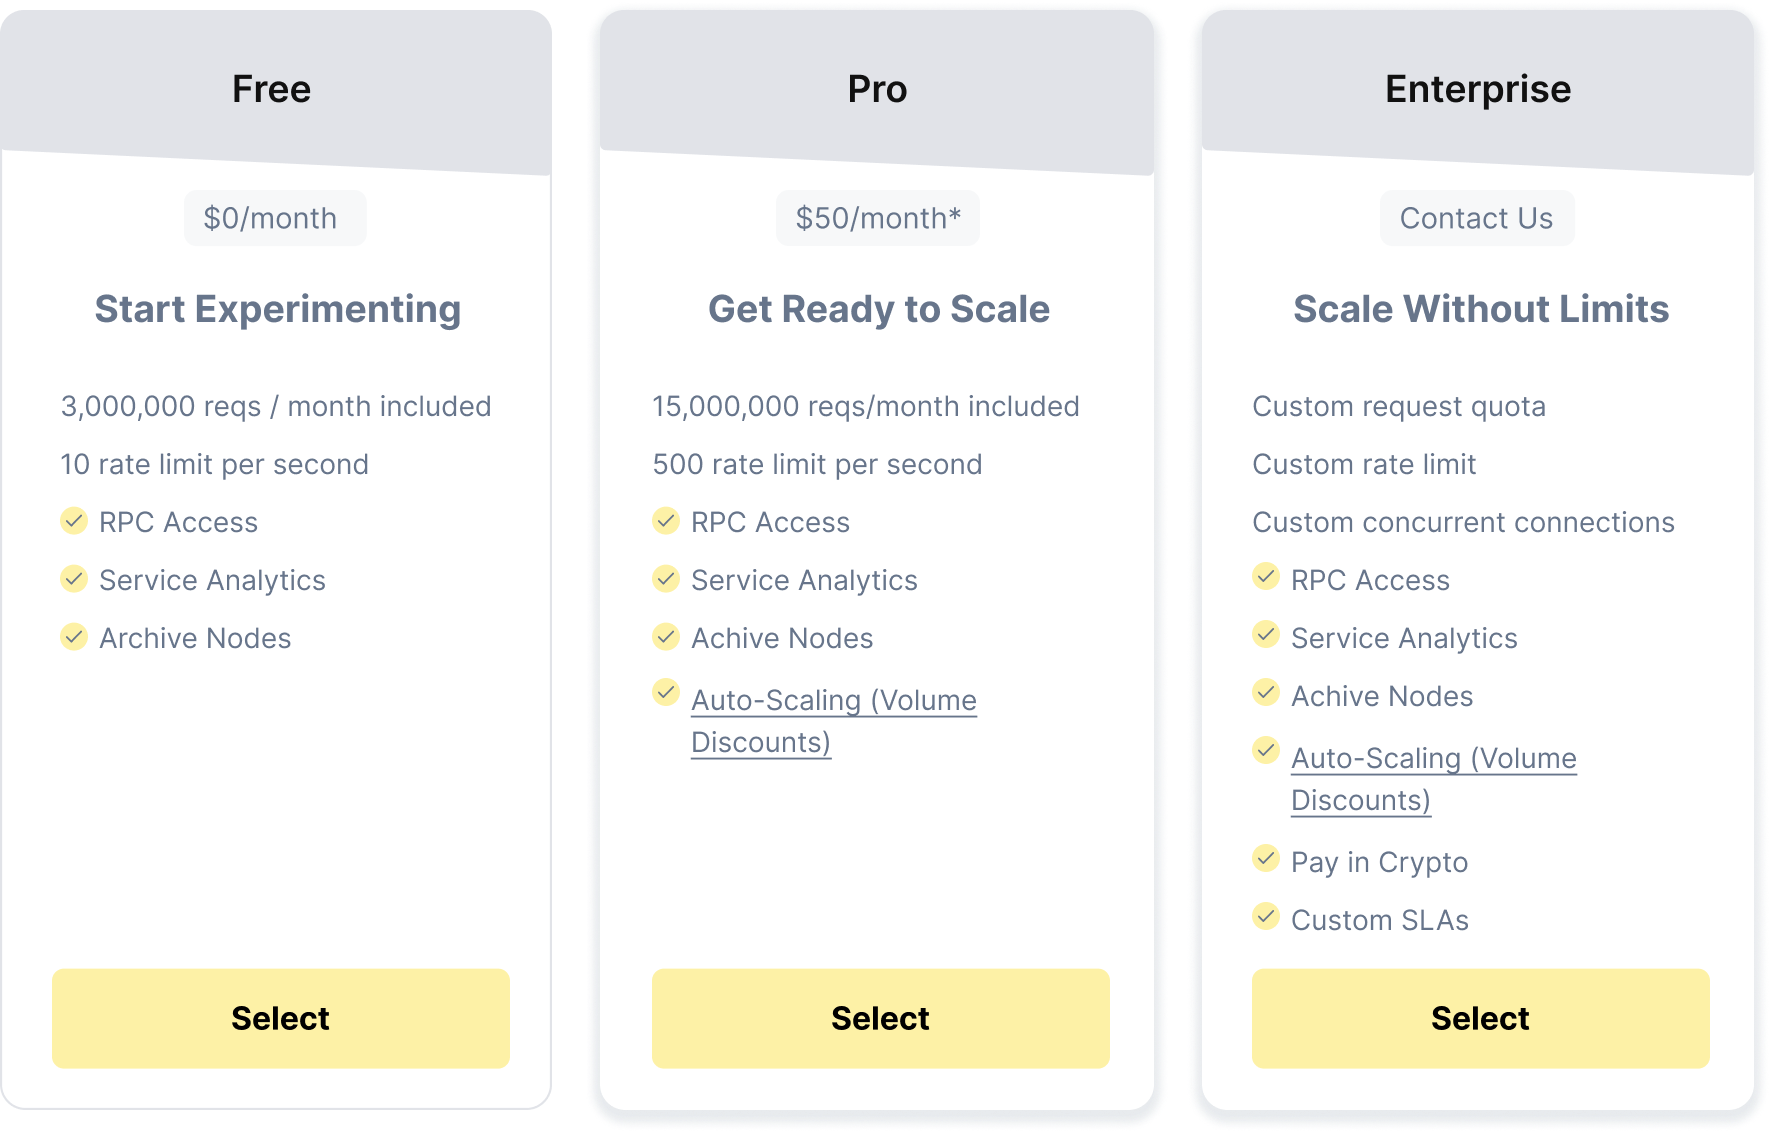 Free
$0/month
Start Experimenting
3,000,000 reqs / month included
10 rate limit per second
RPC Access
Service Analytics
Archive Nodes
Select
Pro
$50/month*
Get Ready to Scale
15,000,000 reqs/month included
500 rate limit per second
RPC Access
Service Analytics
Achive Nodes
Auto-Scaling (Volume
Discounts)
Select
Enterprise
Contact Us
Scale Without Limits
Custom request quota
Custom rate limit
Custom concurrent connections
RPC Access
Service Analytics
Achive Nodes
Auto-Scaling (Volume
Discounts)
Pay in Crypto
Custom SLAs
Select